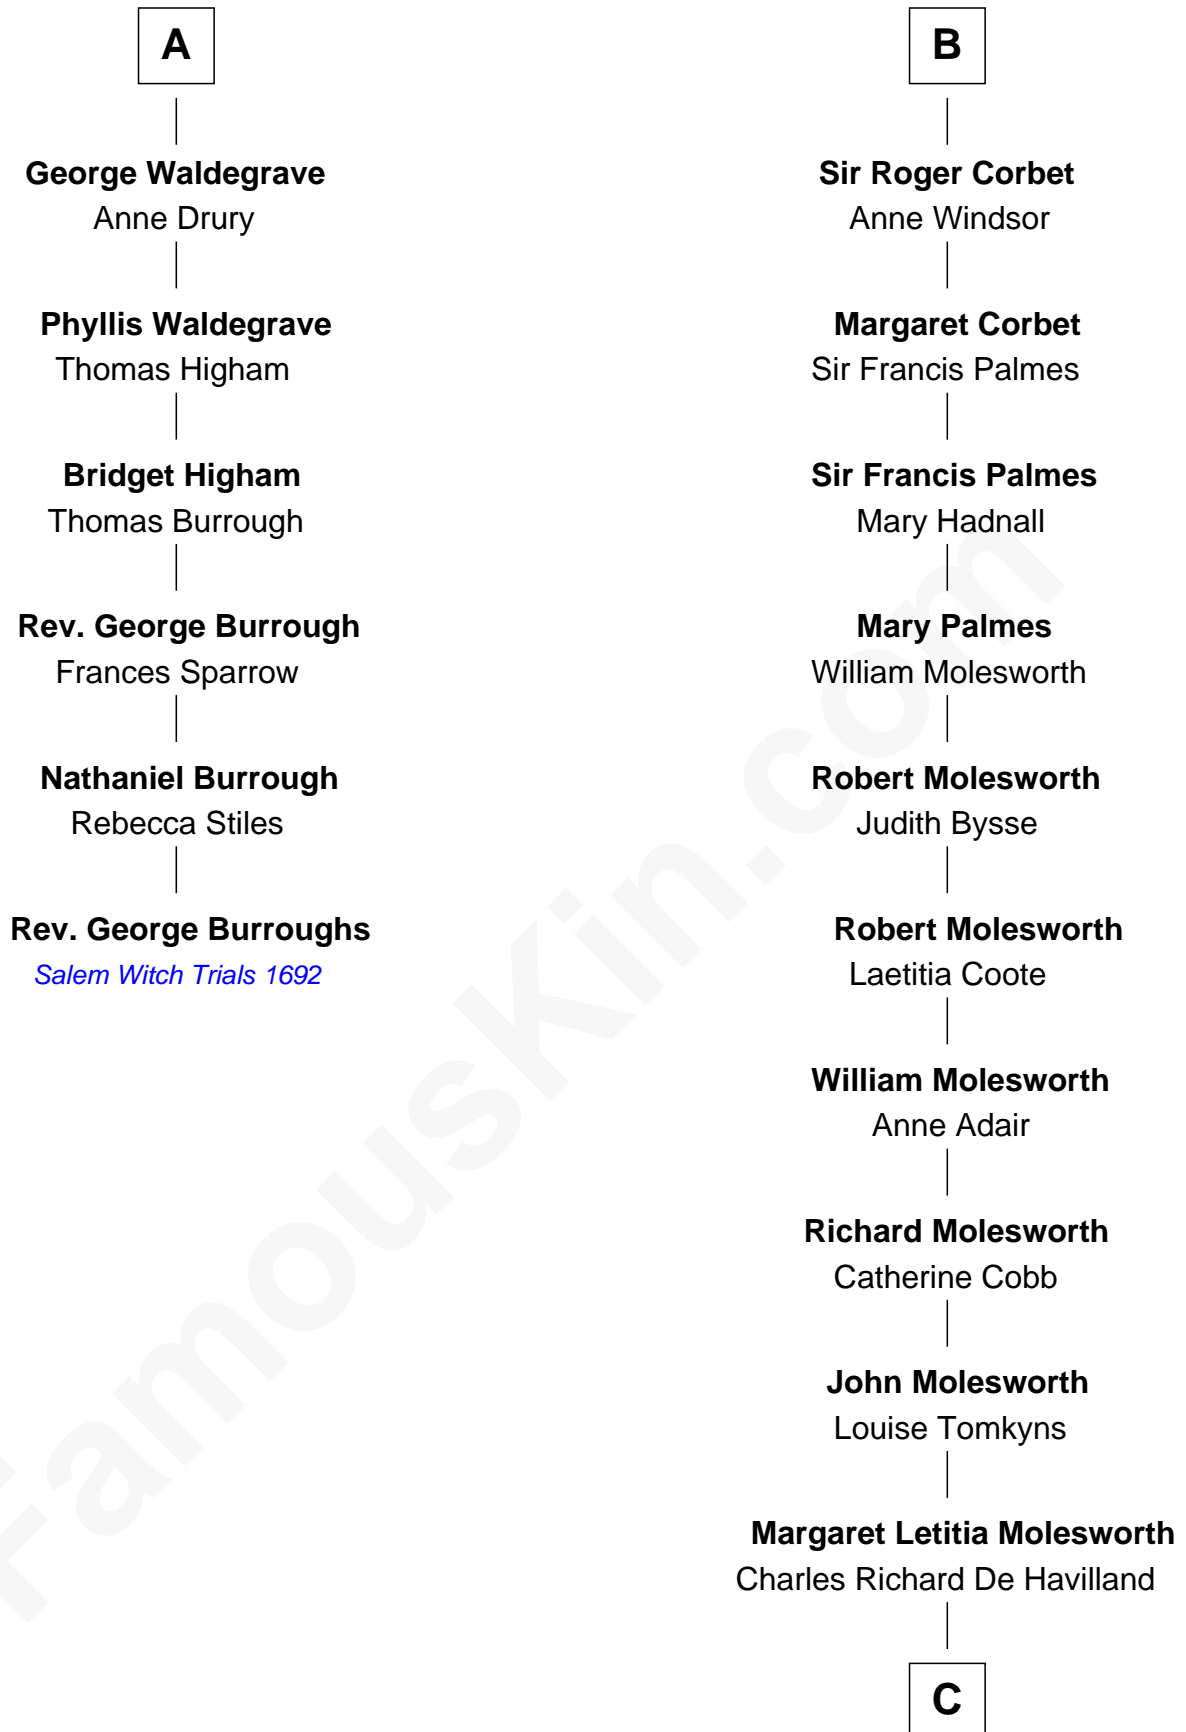 A
George Waldegrave
Anne Drury
Phyllis Waldegrave
Thomas Higham
Bridget Higham
Thomas Burrough
Rev. George Burrough
Frances Sparrow
Nathaniel Burrough
Rebecca Stiles
Rev. George Burroughs
Salem Witch Trials 1692
B
Sir Roger Corbet
Anne Windsor
Margaret Corbet
Sir Francis Palmes
Sir Francis Palmes
Mary Hadnall
Mary Palmes
William Molesworth
Robert Molesworth
Judith Bysse
Robert Molesworth
Laetitia Coote
William Molesworth
Anne Adair
Richard Molesworth
Catherine Cobb
John Molesworth
Louise Tomkyns
Margaret Letitia Molesworth
Charles Richard De Havilland
C
FamousKin.com